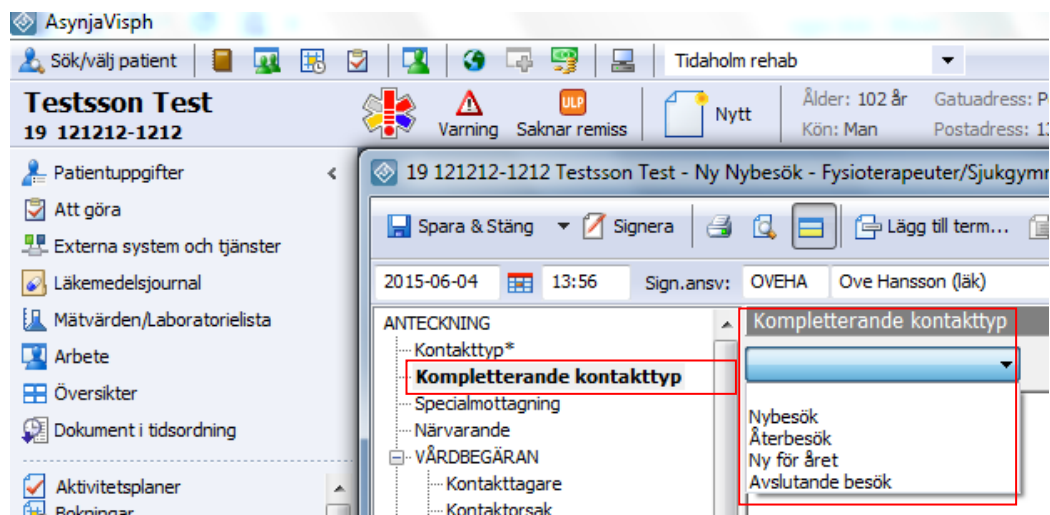 AsynjaVisph
Sök/välj patient Tidaholm rehab
Testsson Test
19 121212-1212
Varning
ULP
Saknar remiss
Nytt
Ålder: 102 år Gatuadress: P
Kön: Man Postadress: 13
Patientuppgifter
Att göra
Externa system och tjänster
Läkemedelsjournal
Mätvärden/Laboratorielista
Arbete
Översikter
Dokument i tidsordning
Aktivitetsplaner
Bokningar
19 121212-1212 Testsson Test - Ny Nybesök - Fysioterapeuter/Sjukgym
Spara & Stäng Signera Lägg till term...
2015-06-04 13:56 Sign.ansv: OVEHA Ove Hansson (läk)
ANTECKNING
Kontakttyp*
Kompletterande kontakttyp
Specialmottagning
Närvarande
VÅRDBEGÄRAN
Kontakttagare
Kontaktorsak
Kompletterande kontakttyp
Nybesök
Återbesök
Ny för året
Avslutande besök